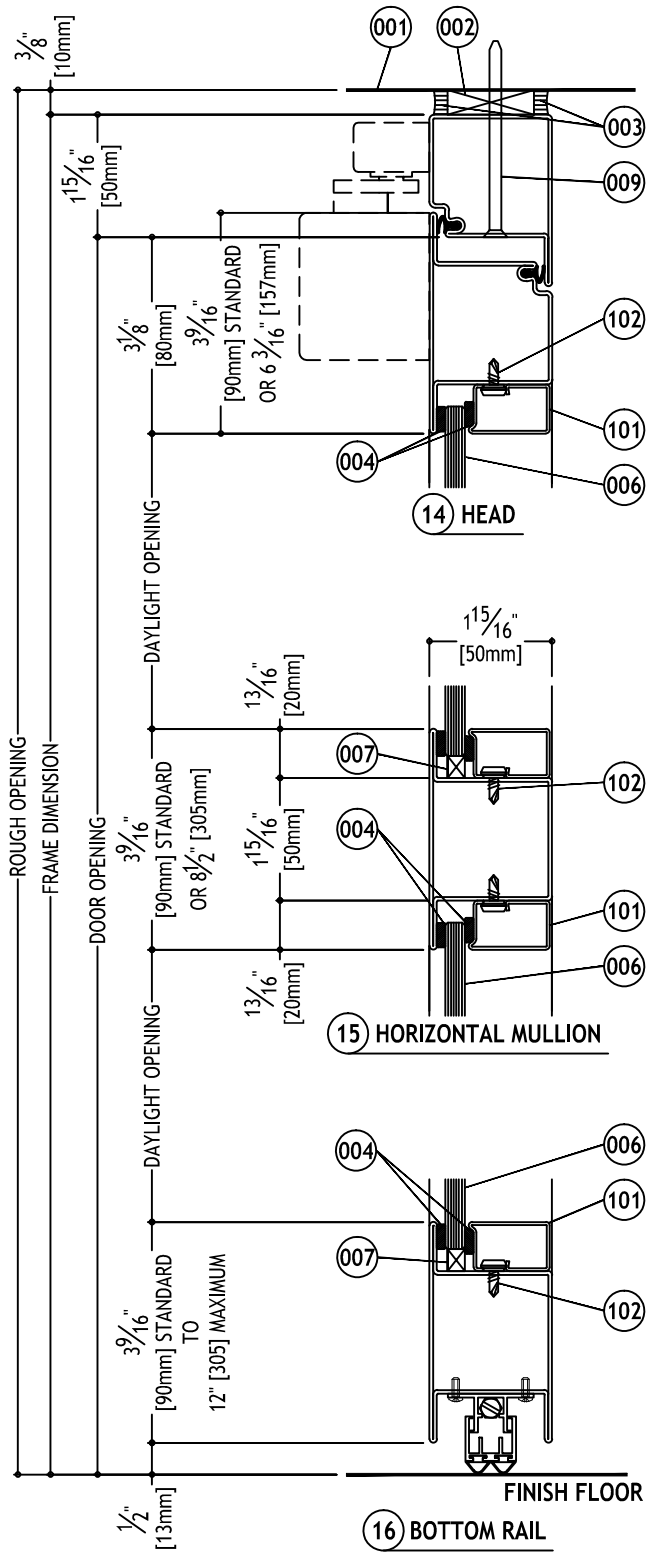 001
002
3/8"
[10mm]
003
1 15/16"
[50mm]
009
3 1/8"
[80mm]
3 9/16"
[90mm] STANDARD
OR 6 3/16" [157mm]
102
101
004
006
14 HEAD
DAYLIGHT OPENING
1 15/16"
[50mm]
13/16"
[20mm]
007
102
ROUGH OPENING
FRAME DIMENSION
DOOR OPENING
3 9/16"
[90mm] STANDARD
OR 8 1/2" [305mm]
1 15/16"
[50mm]
004
101
006
13/16"
[20mm]
15 HORIZONTAL MULLION
DAYLIGHT OPENING
004
006
101
007
102
3 9/16"
[90mm] STANDARD
TO
12" [305] MAXIMUM
FINISH FLOOR
1/2"
[13mm]
16 BOTTOM RAIL